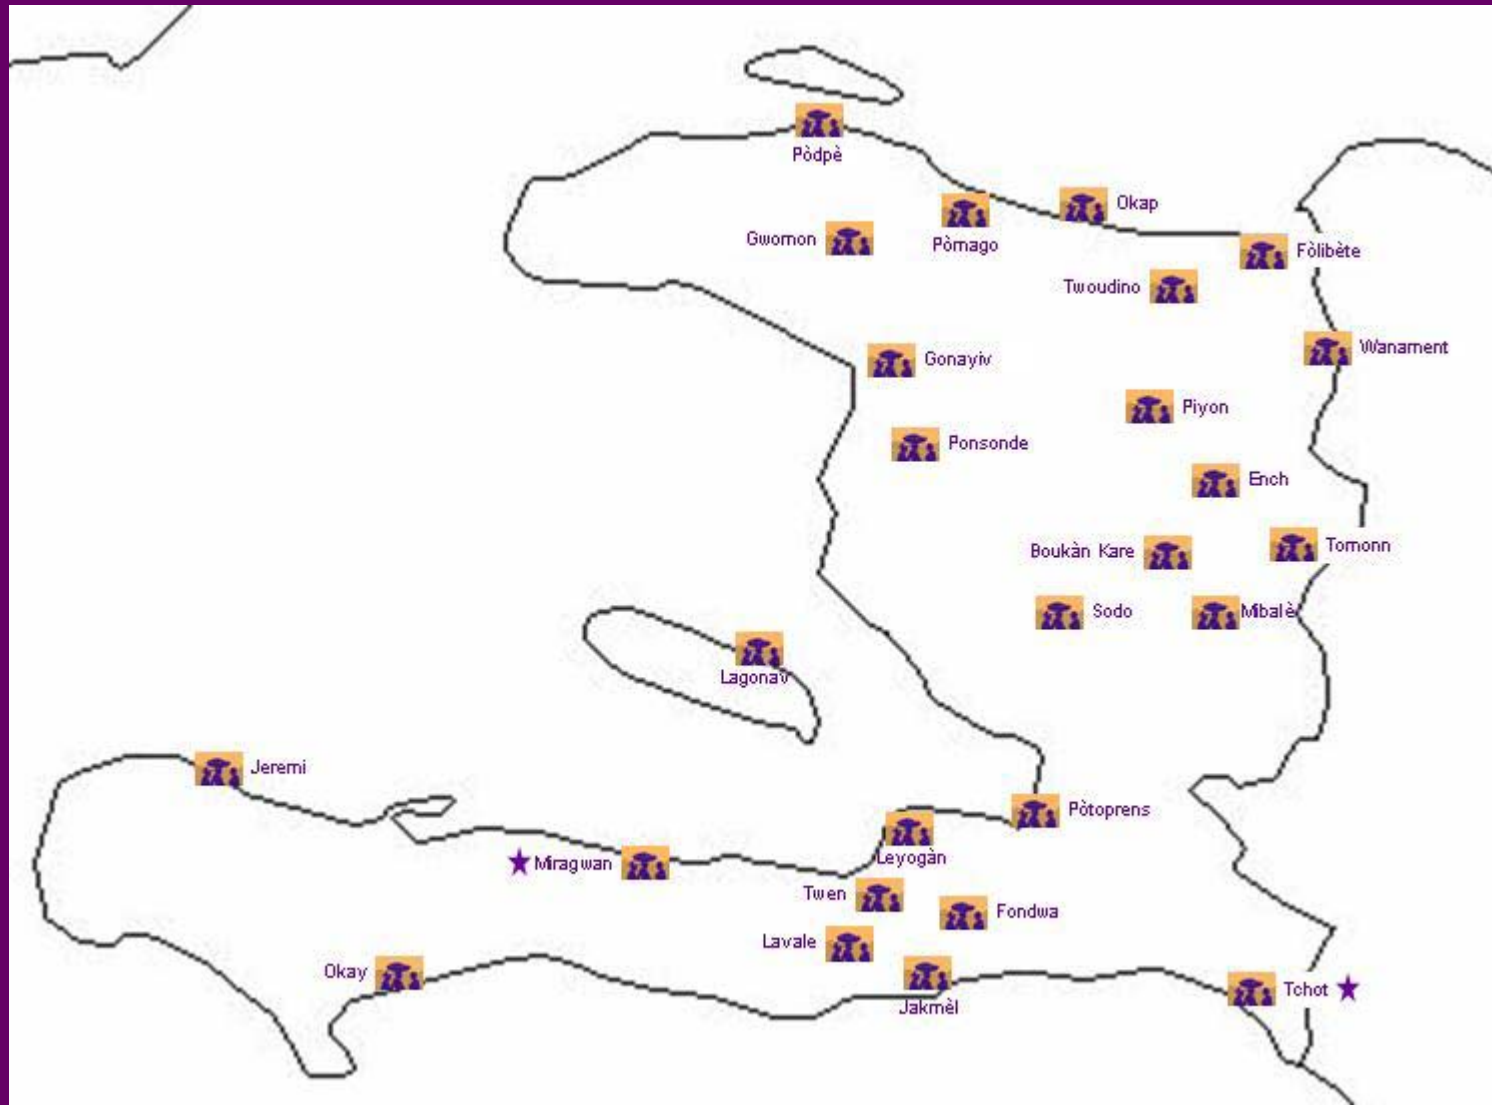 Pòdpè
Okap
Gwomon
Pòmago
Fòlibète
Twoudino
Wanament
Gonayiv
Piyon
Ponsonde
Ench
Boukàn Kare
Tomonn
Sodo
Mibalè
Lagonav
Jeremi
Pòtoprens
Leyogàn
Miragwan
Twen
Fondwa
Lavale
Okay
Jakmèl
Tchot